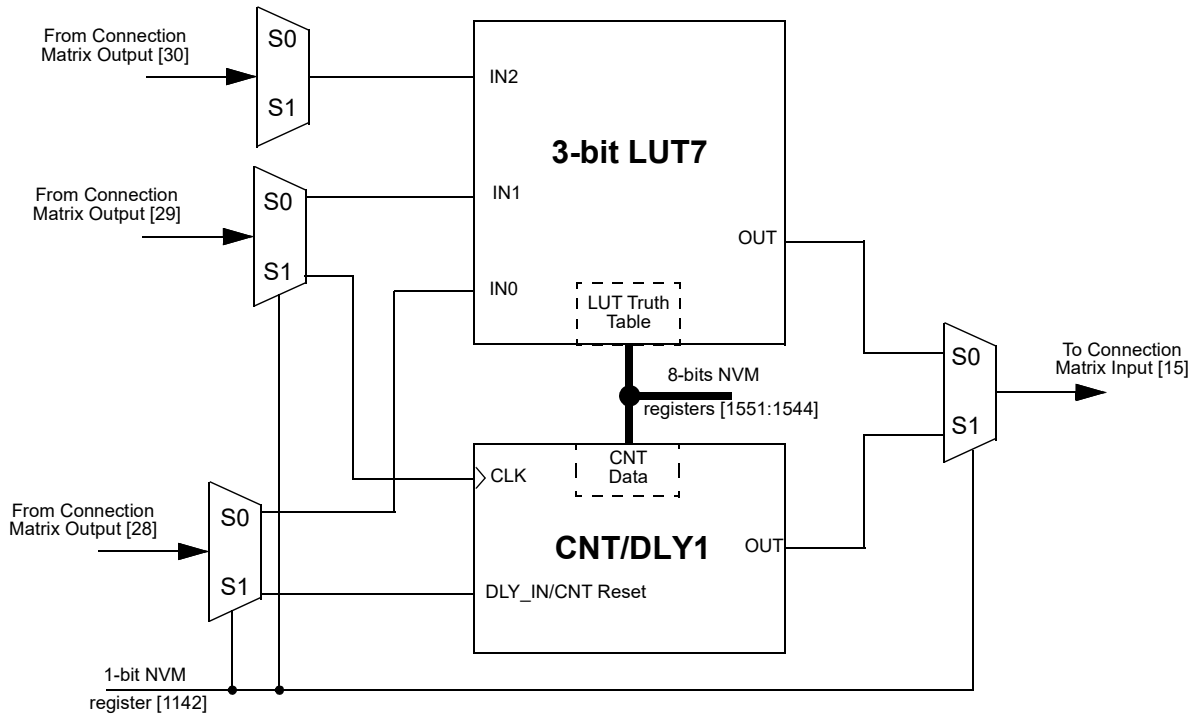 From Connection
Matrix Output [30]
S0
S1
IN2
3-bit LUT7
From Connection
Matrix Output [29]
S0
S1
IN1
IN0
OUT
LUT Truth
Table
S0
S1
To Connection
Matrix Input [15]
8-bits NVM
registers [1551:1544]
CNT
Data
CLK
From Connection
Matrix Output [28]
S0
S1
CNT/DLY1
OUT
DLY_IN/CNT Reset
1-bit NVM
register [1142]